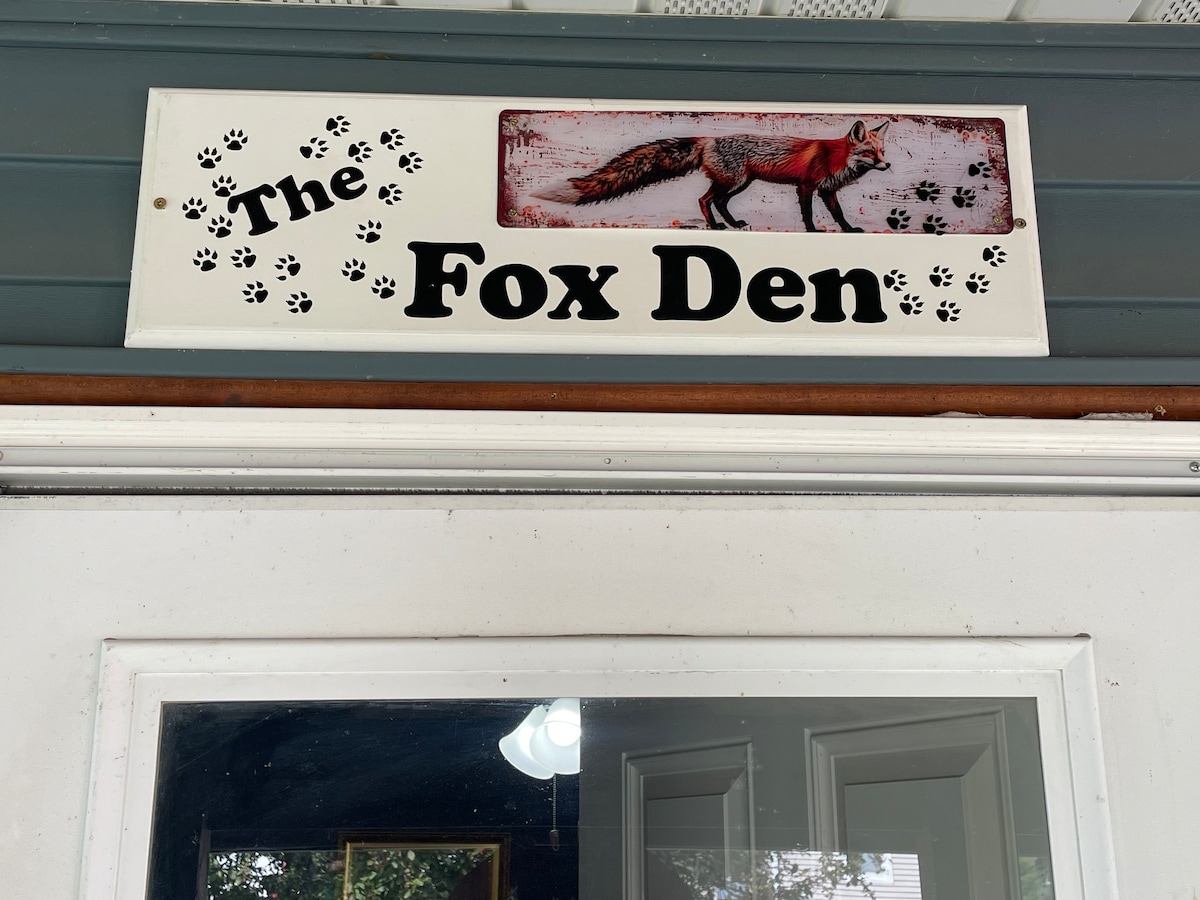 The
Fox Den